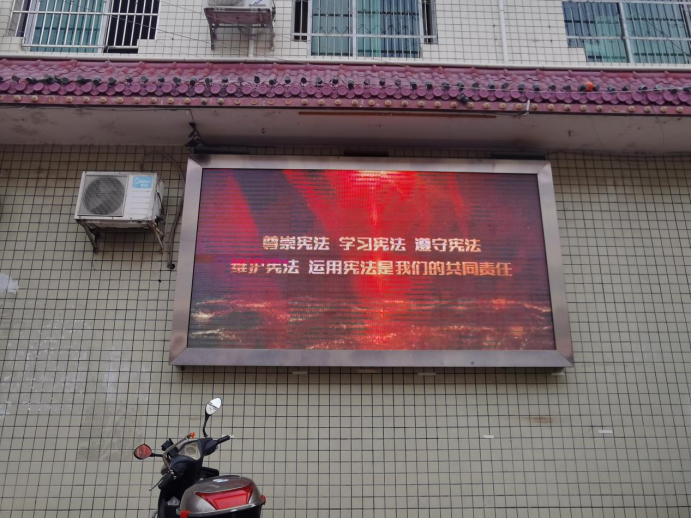 尊崇宪法 学习宪法 遵守宪法
维护宪法 运用宪法是我们的共同责任